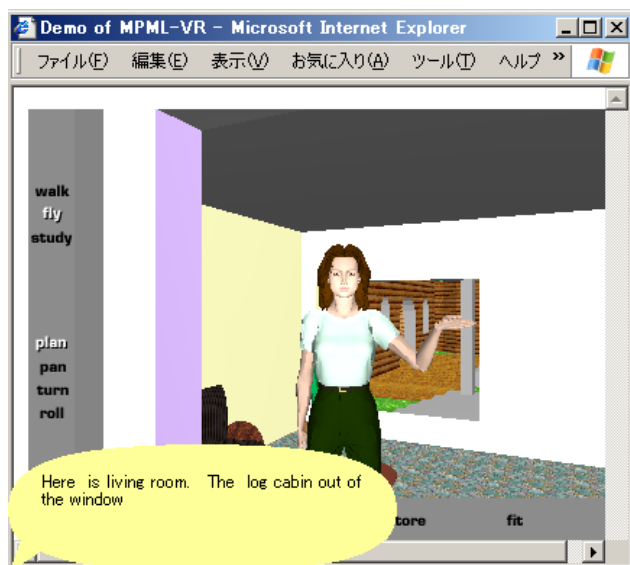 Demo of MPML-VR - Microsoft Internet Explorer
ファイル(F) 編集(E) 表示(V) お気に入り(A) ツール(T) ヘルプ »
walk
fly
study
plan
pan
turn
roll
Here is living room. The log cabin out of
the window
tore fit